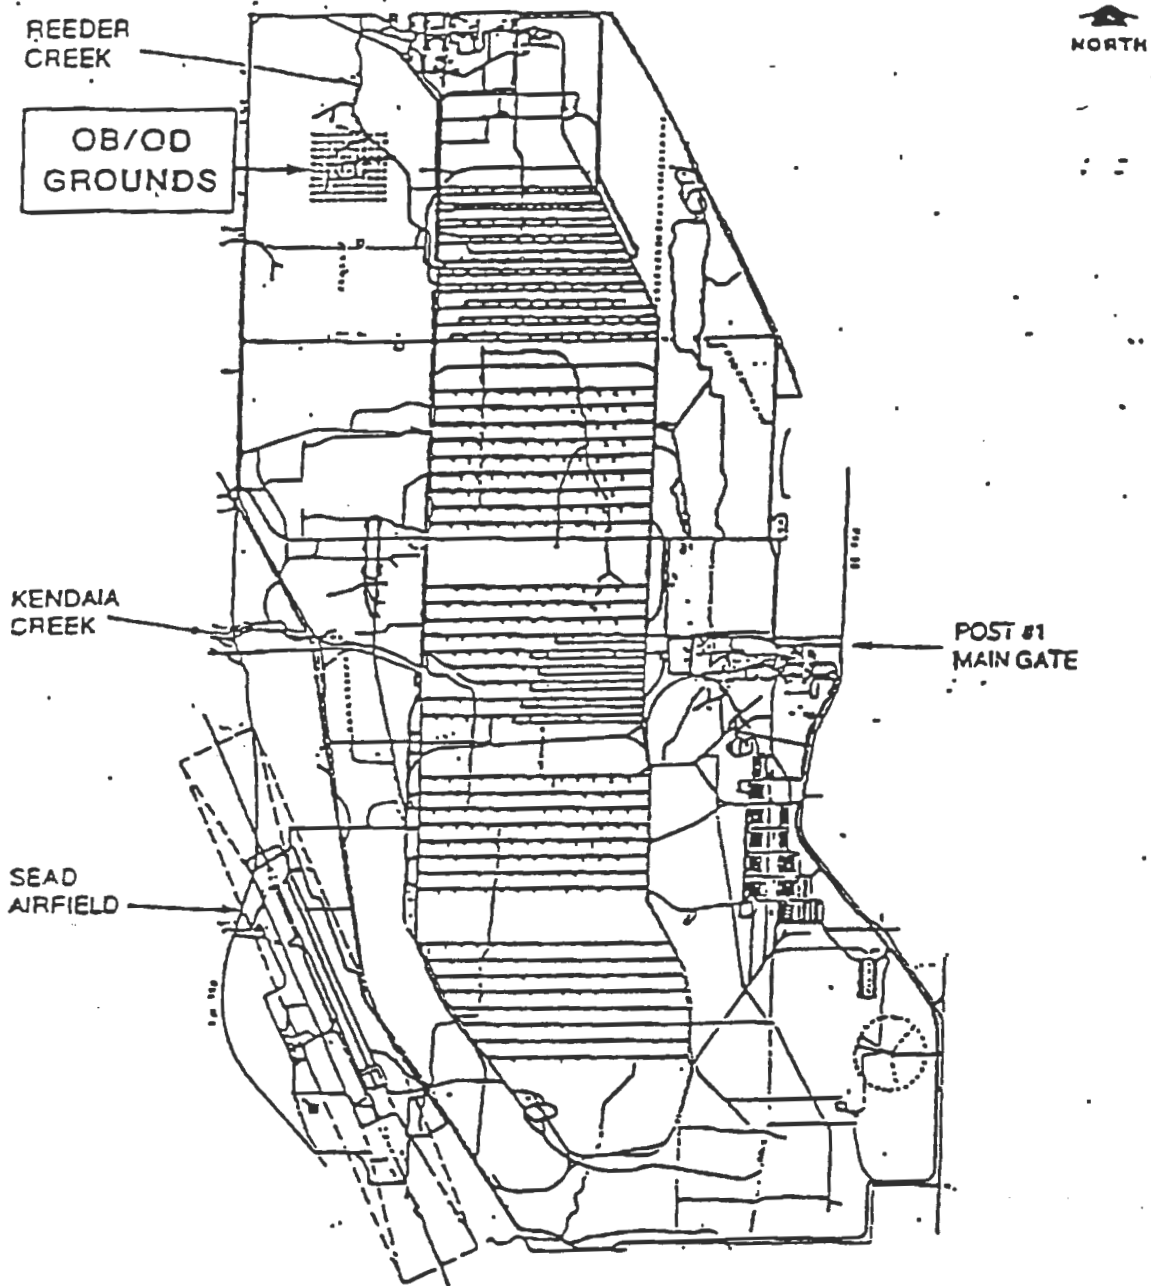 REEDER
CREEK
NORTH
OB/OD
GROUNDS
KENDAIA
CREEK
POST #1
MAIN GATE
SEAD
AIRFIELD